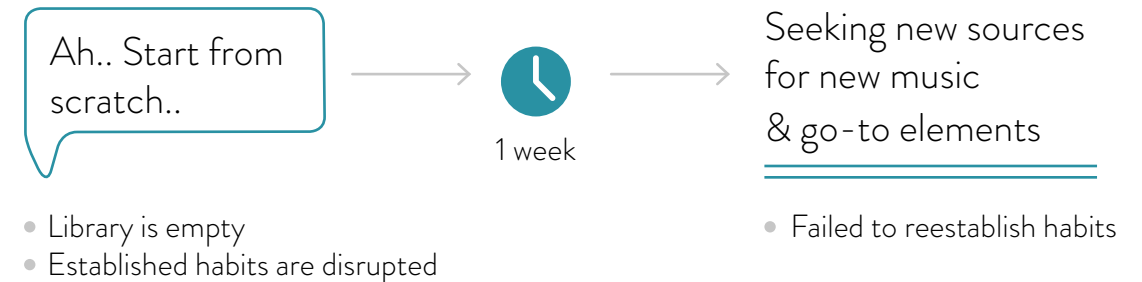 Ah.. Start from
scratch..
1 week
Seeking new sources
for new music
& go-to elements
Library is empty
Established habits are disrupted
Failed to reestablish habits